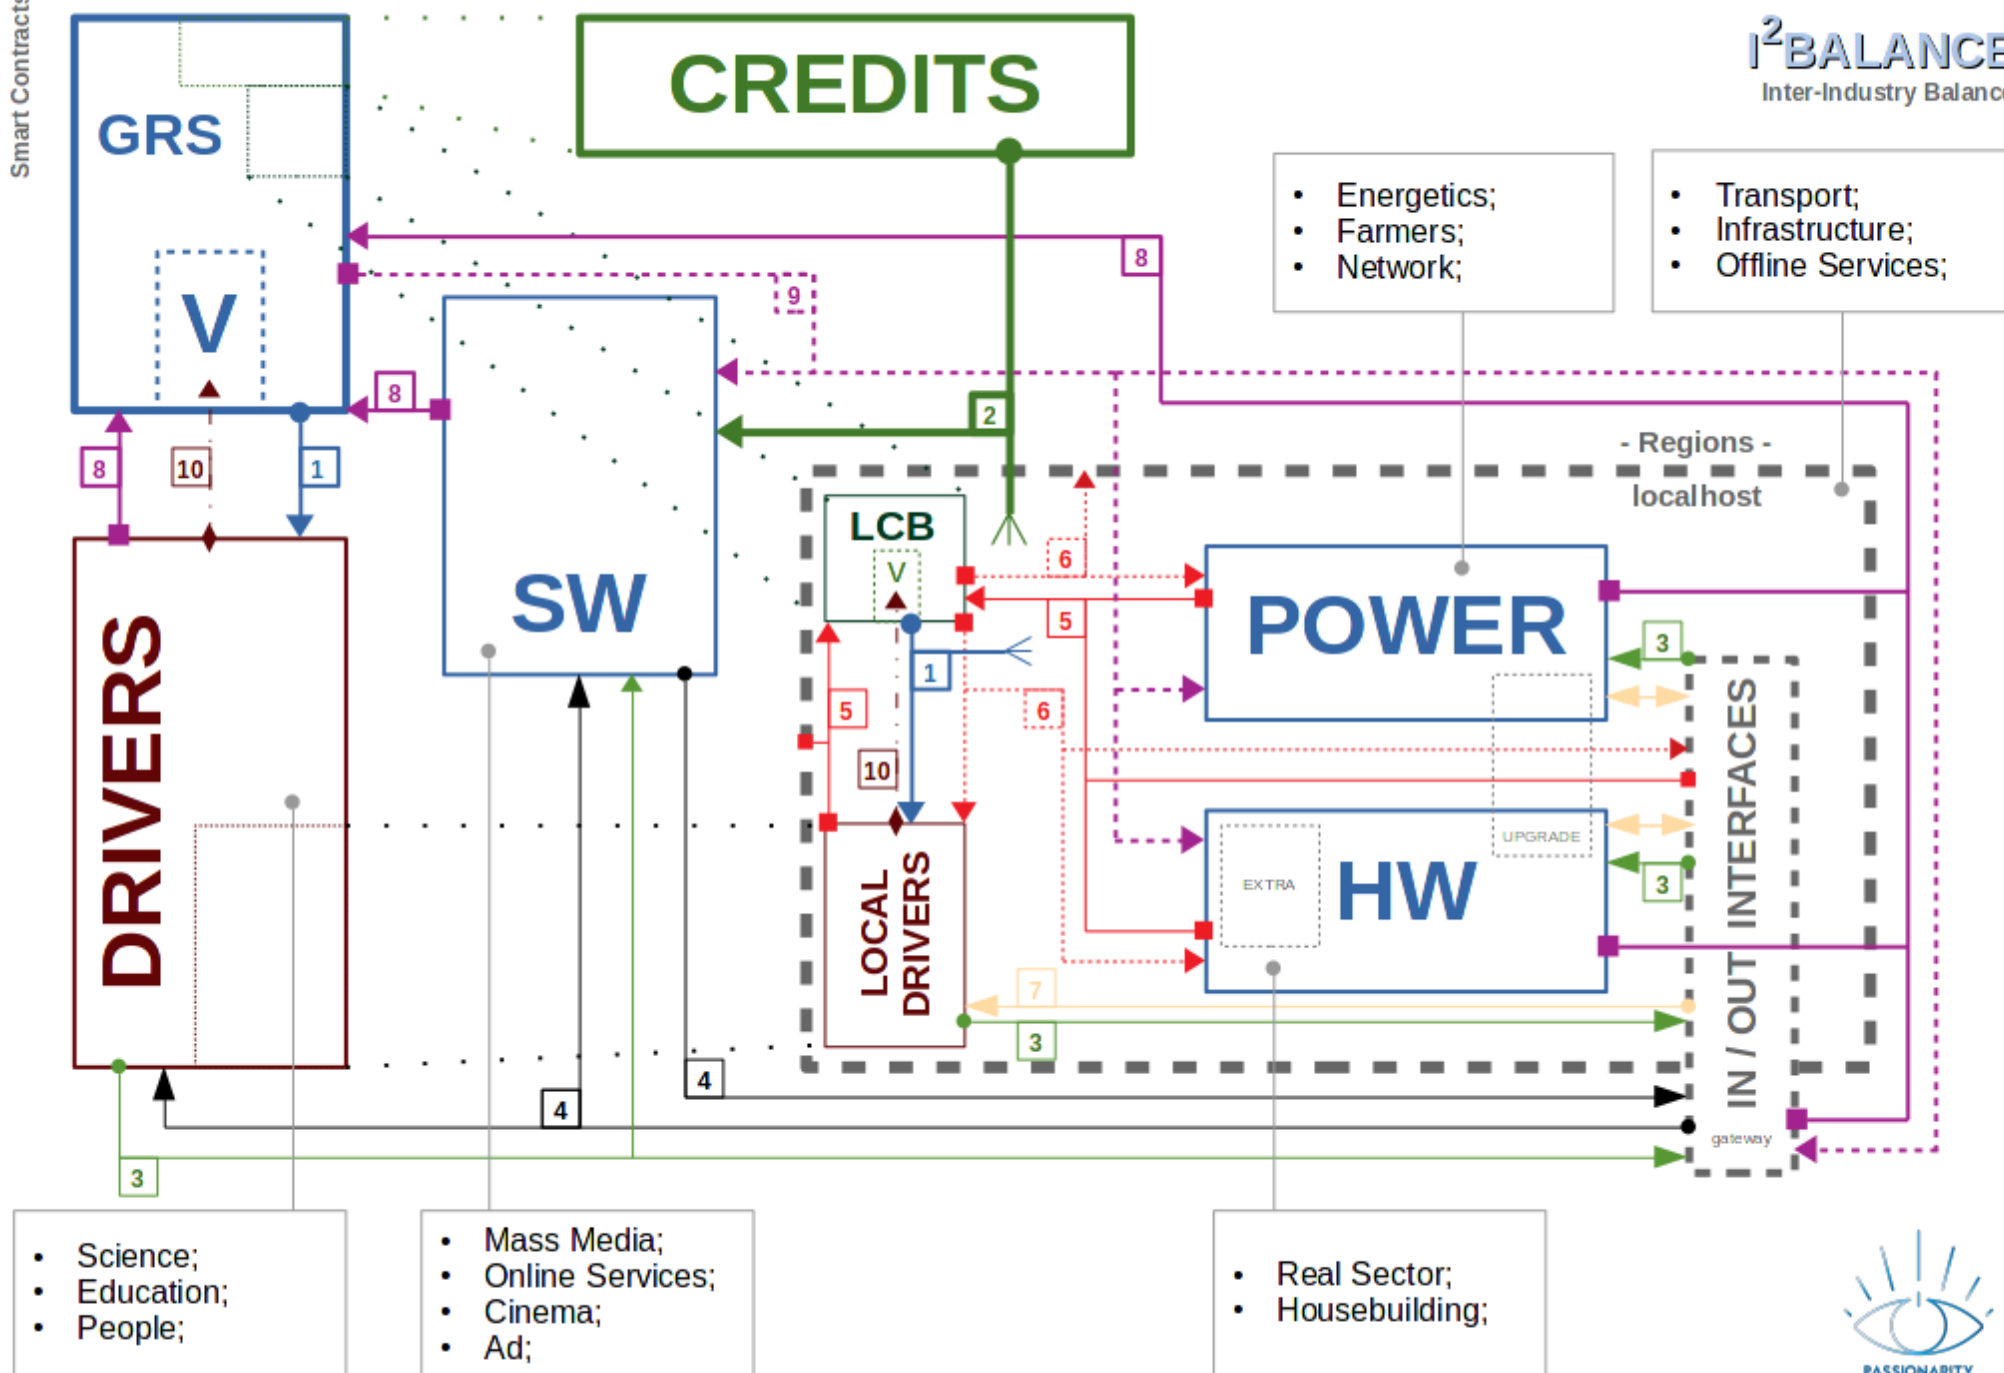 Smart Contracts
GRS
V
CREDITS
I²BALANCE
Inter-Industry Balance
• Energetics;
• Farmers;
• Network;
• Transport;
• Infrastructure;
• Offline Services;
8
9
8
2
8
10
1
- Regions -
localhost
LCB
V
6
5
POWER
3
SW
1
5
6
10
DRIVERS
LOCAL
DRIVERS
UPGRADE
EXTRA
HW
3
IN / OUT INTERFACES
7
3
4
4
gateway
3
• Science;
• Education;
• People;
• Mass Media;
• Online Services;
• Cinema;
• Ad;
• Real Sector;
• Housebuilding;
PASSIONARITY